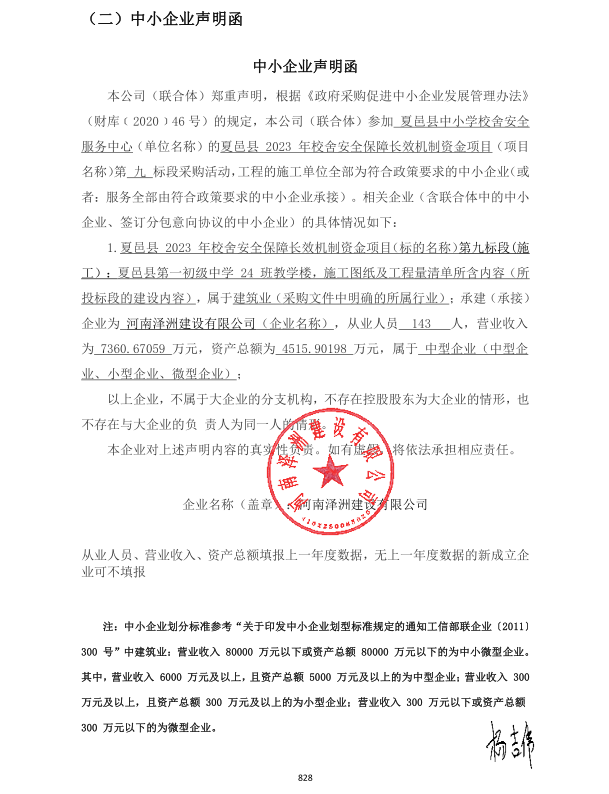 （二）中小企业声明函
中小企业声明函
本公司（联合体）郑重声明，根据《政府采购促进中小企业发展管理办法》
（财库﹝2020﹞46 号）的规定，本公司（联合体）参加 夏邑县中小学校舍安全
服务中心（单位名称）的夏邑县 2023 年校舍安全保障长效机制资金项目（项目
名称）第 九 标段采购活动，工程的施工单位全部为符合政策要求的中小企业（或
者：服务全部由符合政策要求的中小企业承接）。相关企业（含联合体中的中小
企业、签订分包意向协议的中小企业）的具体情况如下：
1.夏邑县 2023 年校舍安全保障长效机制资金项目(标的名称)第九标段(施
工)：夏邑县第一初级中学 24 班教学楼，施工图纸及工程量清单所含内容（所
投标段的建设内容），属于建筑业（采购文件中明确的所属行业）；承建（承接）
企业为 河南泽洲建设有限公司（企业名称），从业人员 143 人，营业收入
为 7360.67059 万元，资产总额为 4515.90198 万元，属于 中型企业（中型企
业、小型企业、微型企业）；
以上企业，不属于大企业的分支机构，不存在控股股东为大企业的情形，也
不存在与大企业的负 责人为同一人的情形。
本企业对上述声明内容的真实性负责。如有虚假，将依法承担相应责任。
河南泽洲建设有限公司
企业名称（盖章）：河南泽洲建设有限公司
从业人员、营业收入、资产总额填报上一年度数据，无上一年度数据的新成立企
业可不填报
注：中小企业划分标准参考“关于印发中小企业划型标准规定的通知工信部联企业〔2011〕
300 号”中建筑业：营业收入 80000 万元以下或资产总额 80000 万元以下的为中小微型企业。
其中，营业收入 6000 万元及以上，且资产总额 5000 万元及以上的为中型企业；营业收入 300
万元及以上，且资产总额 300 万元及以上的为小型企业；营业收入 300 万元以下或资产总额
300 万元以下的为微型企业。
杨吉伟
828